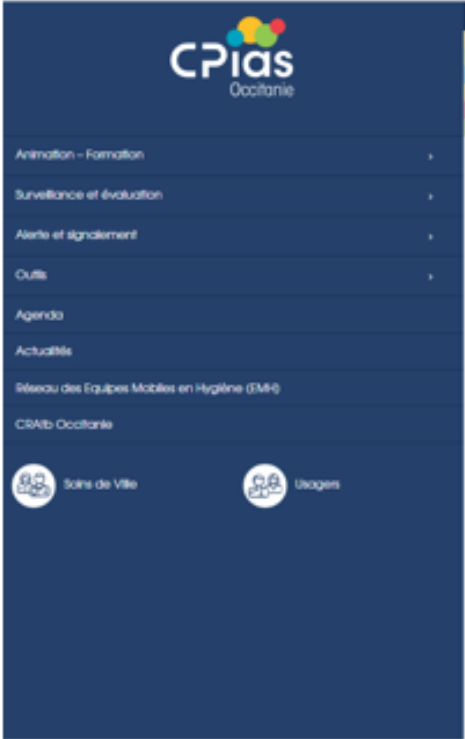 CPias
Occitanie
Animation – Formation
Surveillance et évaluation
Alerte et signalement
Outils
Agenda
Actualités
Réseau des Equipes Mobiles en Hygiène (EMH)
CRAtb Occitanie
Soins de Ville
Usagers